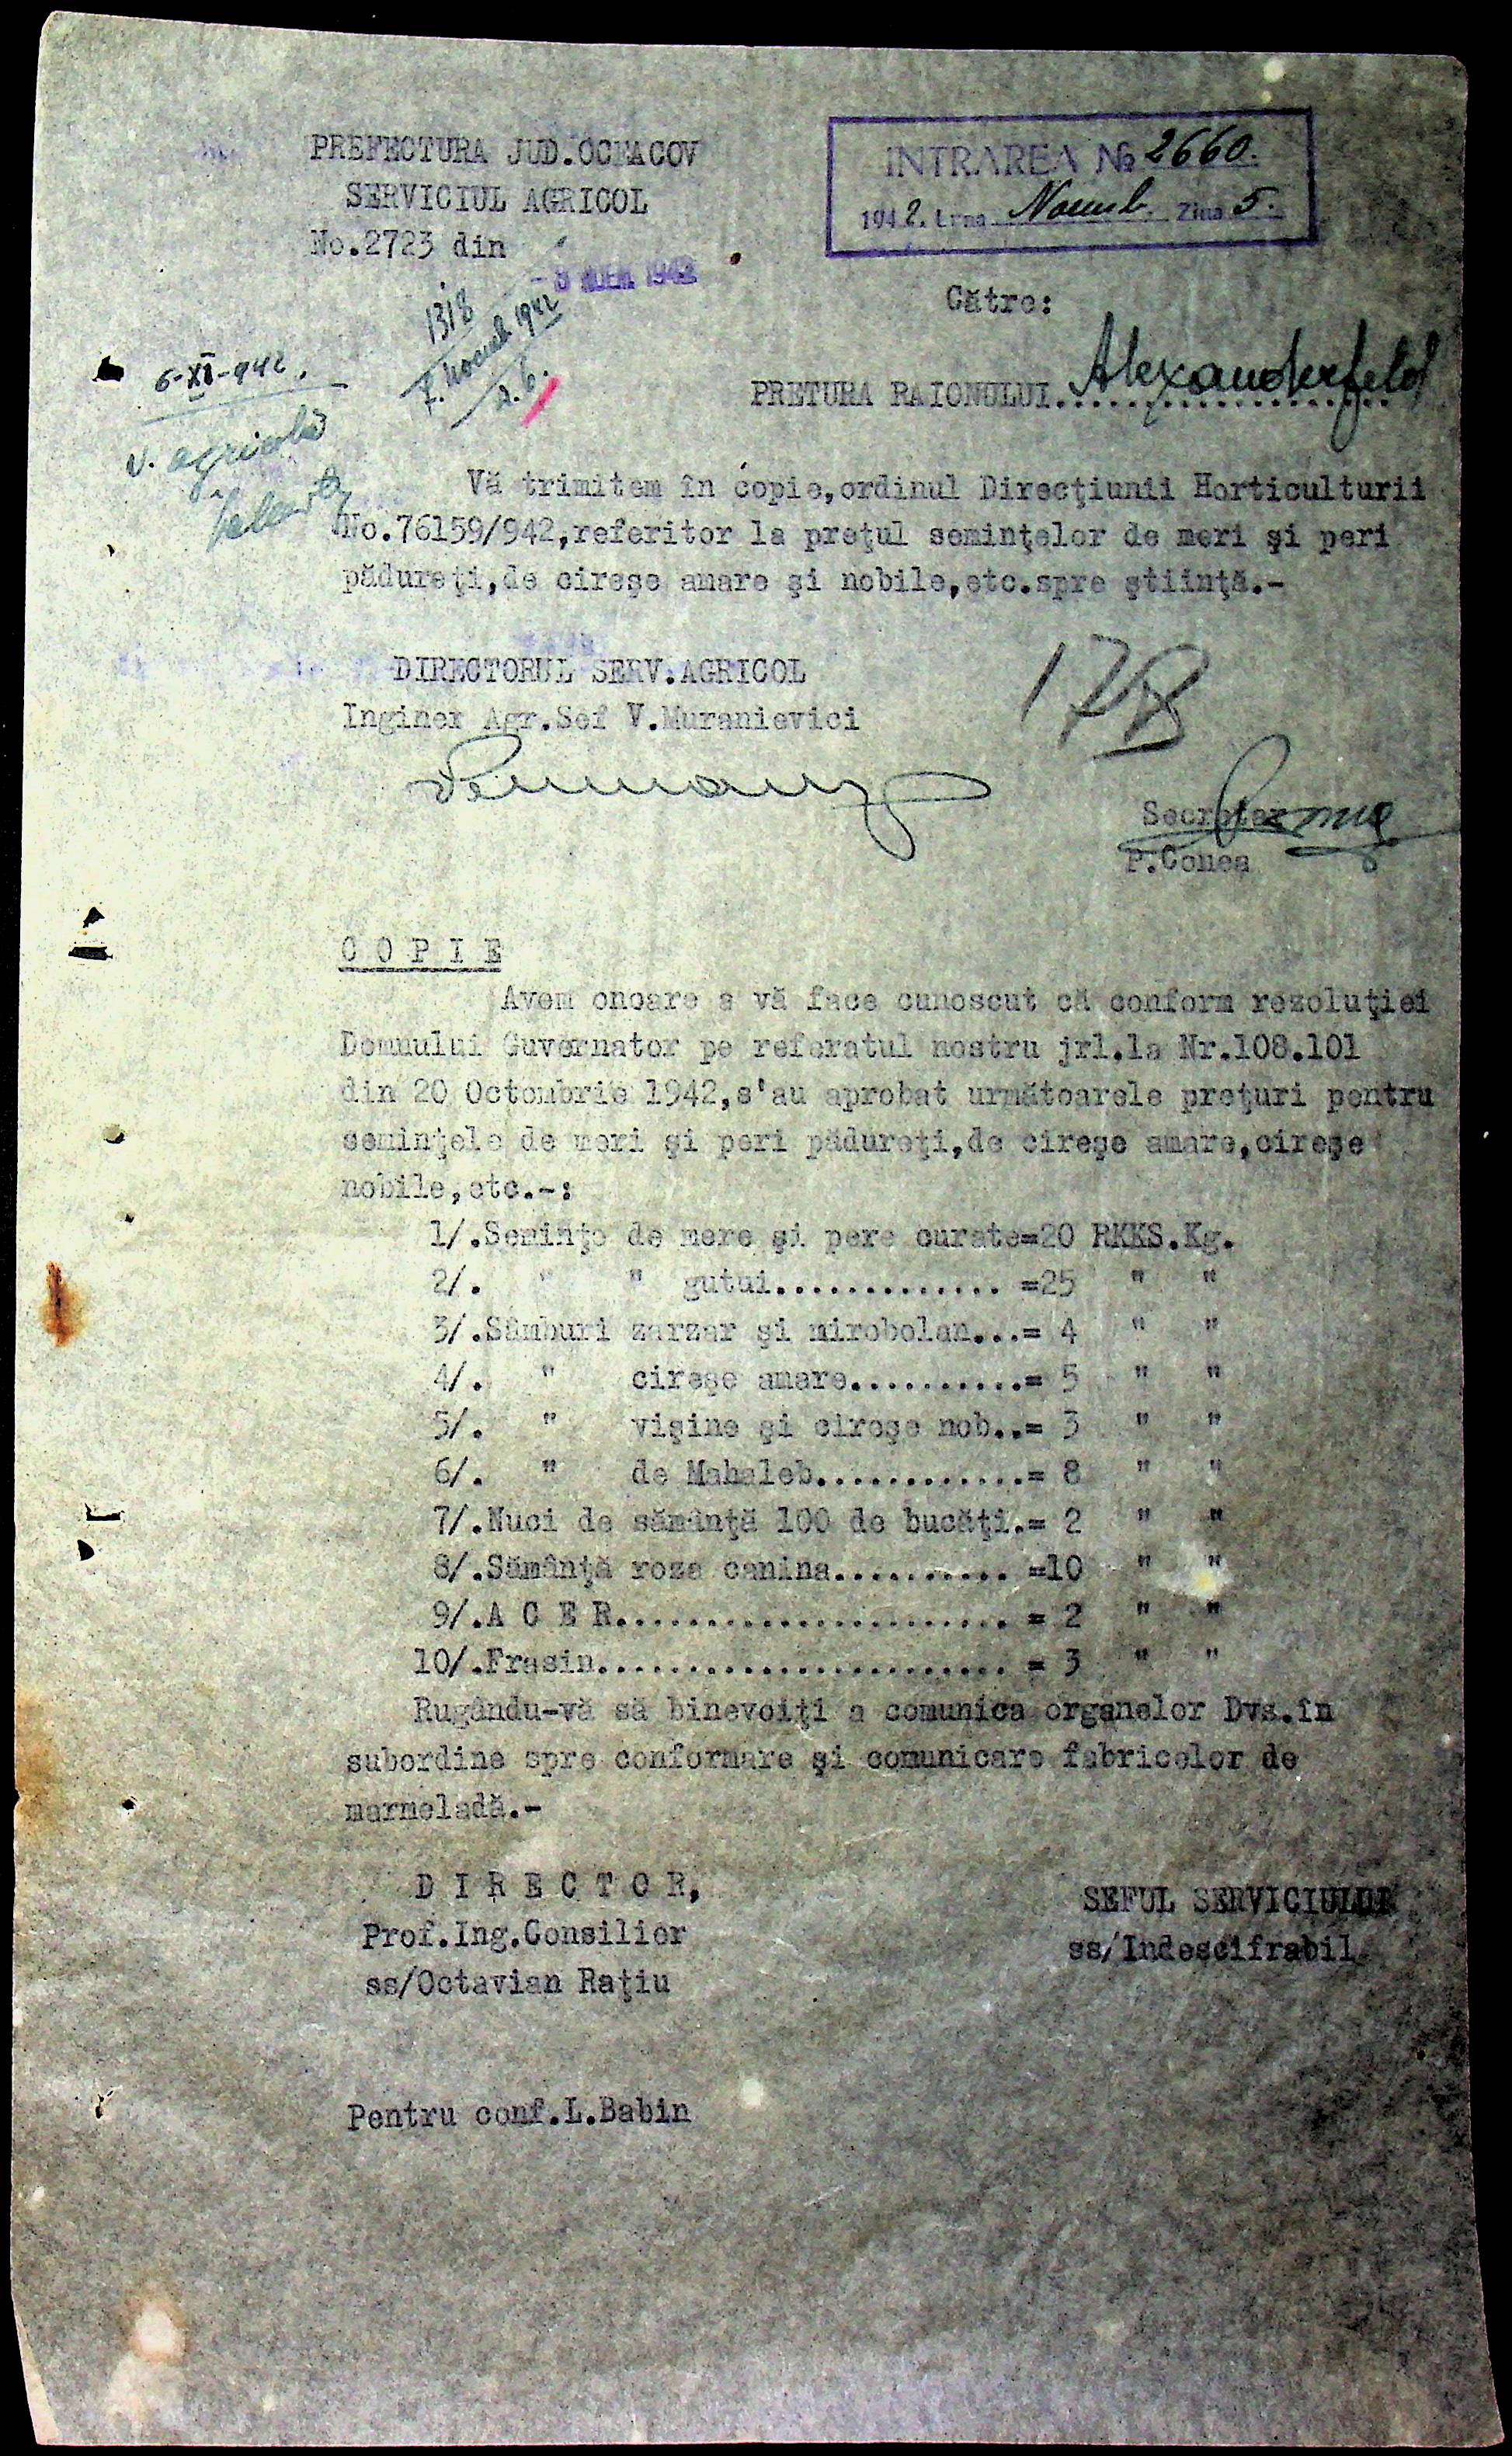 PREFECTURA JUD.OCEACOV
SERVICIUL AGRICOL
No.2723 din
- 3 NOEM. 1942
INTRAREA № 2660.
1942. Luna Noemb. Ziua 5.
1318
7. Noemb 1942
2.b.
6-XI-942.
Către:
PRETURA RAIONULUI. Alexanderfeld
Vă trimitem în copie,ordinul Direcţiunii Horticulturii
No.76159/942,referitor la preţul seminţelor de meri şi peri
pădureţi,de cireşe amare şi nobile,etc.spre ştiinţă.-
DIRECTORUL SERV.AGRICOL
Inginer Agr.Sef V.Muranievici
178
Secretar
P.Conea
C O P I E
Avem onoare a vă face cunoscut că conform rezoluţiei
Domnului Guvernator pe referatul nostru jrl.la Nr.108.101
din 20 Octombrie 1942,s'au aprobat următoarele preţuri pentru
seminţele de meri şi peri pădureţi,de cireşe amare,cireşe
nobile,etc.-:
1/.Seminţe de mere şi pere curate=20 RKKS.Kg.
2/. " " gutui.............. =25 " "
3/.Sâmburi zarzar şi mirobolan...= 4 " "
4/. " cireşe amare...........= 5 " "
5/. " vişine şi cireşe nob..= 3 " "
6/. " de Mahaleb.............= 8 " "
7/.Nuci de sămânţă 100 de bucăţi.= 2 " "
8/.Sămânţă roza canina........... =10 " "
9/.A C E R........................ = 2 " "
10/.Frasin......................... = 3 " "
Rugându-vă să binevoiţi a comunica organelor Dvs.în
subordine spre conformare şi comunicare fabricelor de
marmeladă.-
D I R E C T O R,
Prof.Ing.Consilier
ss/Octavian Raţiu
SEFUL SERVICIULUI
ss/Indescifrabil
Pentru conf.L.Babin